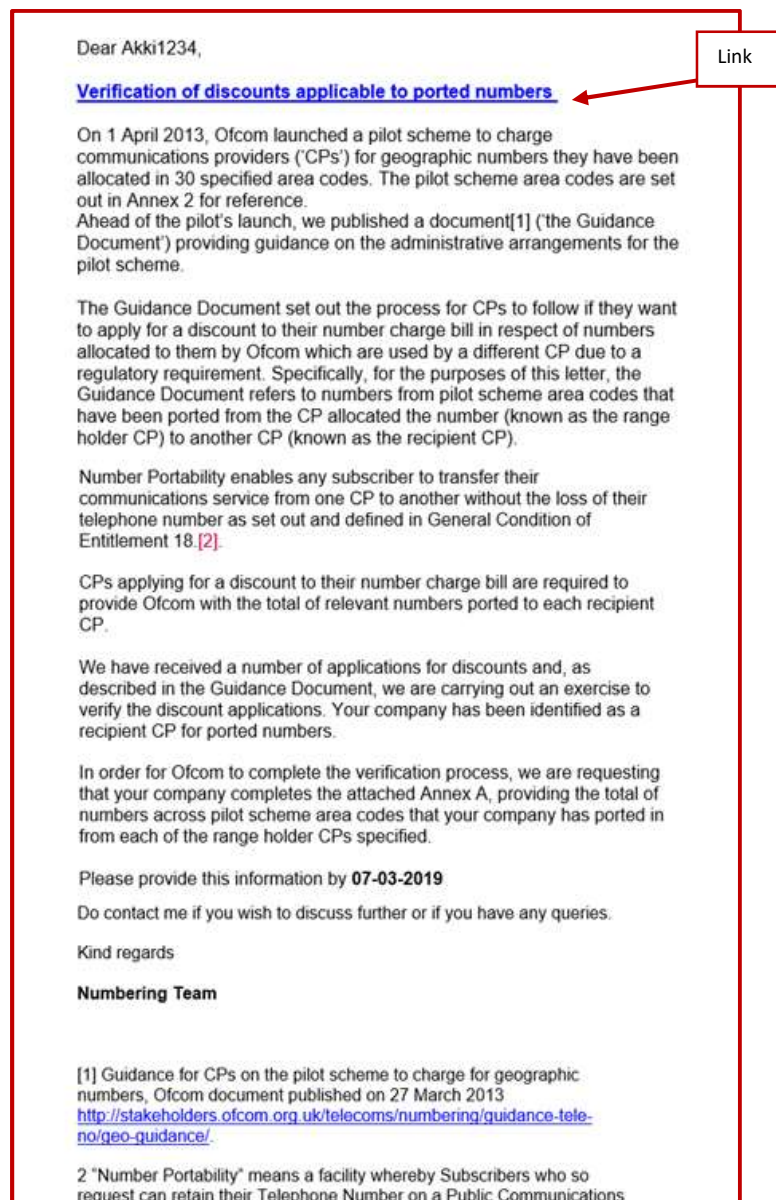 Dear Akki1234,
Link
Verification of discounts applicable to ported numbers
On 1 April 2013, Ofcom launched a pilot scheme to charge
communications providers ('CPs') for geographic numbers they have been
allocated in 30 specified area codes. The pilot scheme area codes are set
out in Annex 2 for reference.
Ahead of the pilot's launch, we published a document[1] ('the Guidance
Document') providing guidance on the administrative arrangements for the
pilot scheme.
The Guidance Document set out the process for CPs to follow if they want
to apply for a discount to their number charge bill in respect of numbers
allocated to them by Ofcom which are used by a different CP due to a
regulatory requirement. Specifically, for the purposes of this letter, the
Guidance Document refers to numbers from pilot scheme area codes that
have been ported from the CP allocated the number (known as the range
holder CP) to another CP (known as the recipient CP).
Number Portability enables any subscriber to transfer their
communications service from one CP to another without the loss of their
telephone number as set out and defined in General Condition of
Entitlement 18.[2].
CPs applying for a discount to their number charge bill are required to
provide Ofcom with the total of relevant numbers ported to each recipient
CP.
We have received a number of applications for discounts and, as
described in the Guidance Document, we are carrying out an exercise to
verify the discount applications. Your company has been identified as a
recipient CP for ported numbers.
In order for Ofcom to complete the verification process, we are requesting
that your company completes the attached Annex A, providing the total of
numbers across pilot scheme area codes that your company has ported in
from each of the range holder CPs specified.
Please provide this information by 07-03-2019
Do contact me if you wish to discuss further or if you have any queries.
Kind regards
Numbering Team
[1] Guidance for CPs on the pilot scheme to charge for geographic
numbers, Ofcom document published on 27 March 2013
http://stakeholders.ofcom.org.uk/telecoms/numbering/guidance-tele-
no/geo-guidance/.
2 "Number Portability" means a facility whereby Subscribers who so
request can retain their Telephone Number on a Public Communications